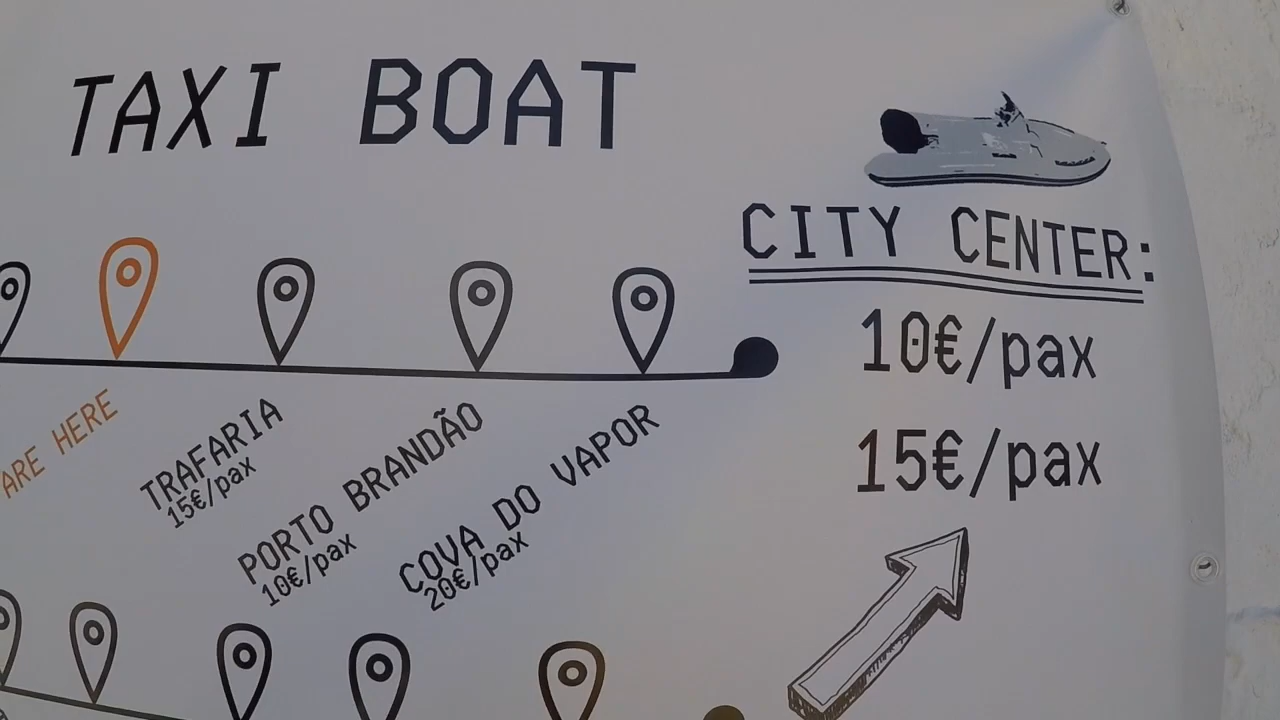 TAXI BOAT
CITY CENTER:
10€/pax
15€/pax
ARE HERE
TRAFARIA
15€/pax
PORTO BRANDÃO
10€/pax
COVA DO VAPOR
20€/pax